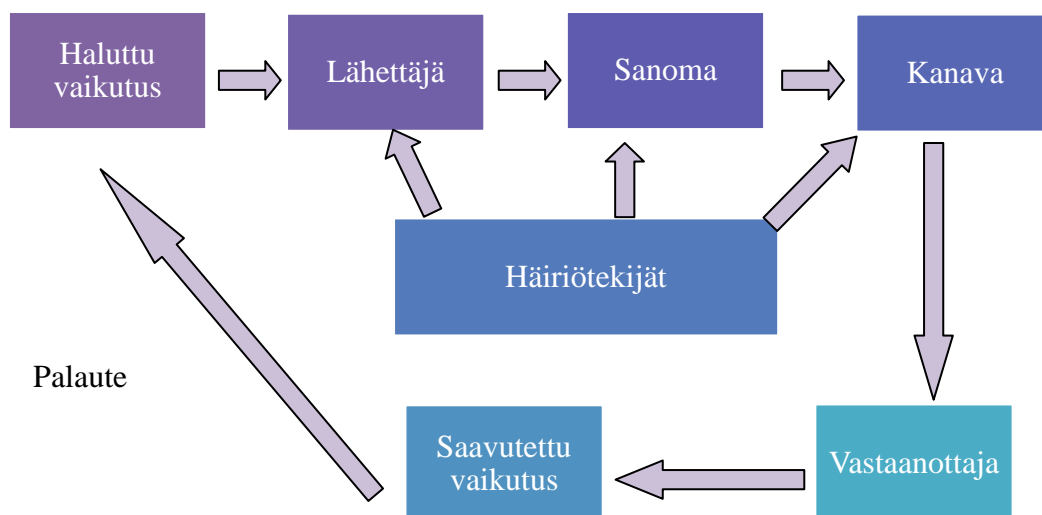 Haluttu
vaikutus
Lähettäjä
Sanoma
Kanava
Häiriötekijät
Palaute
Saavutettu
vaikutus
Vastaanottaja